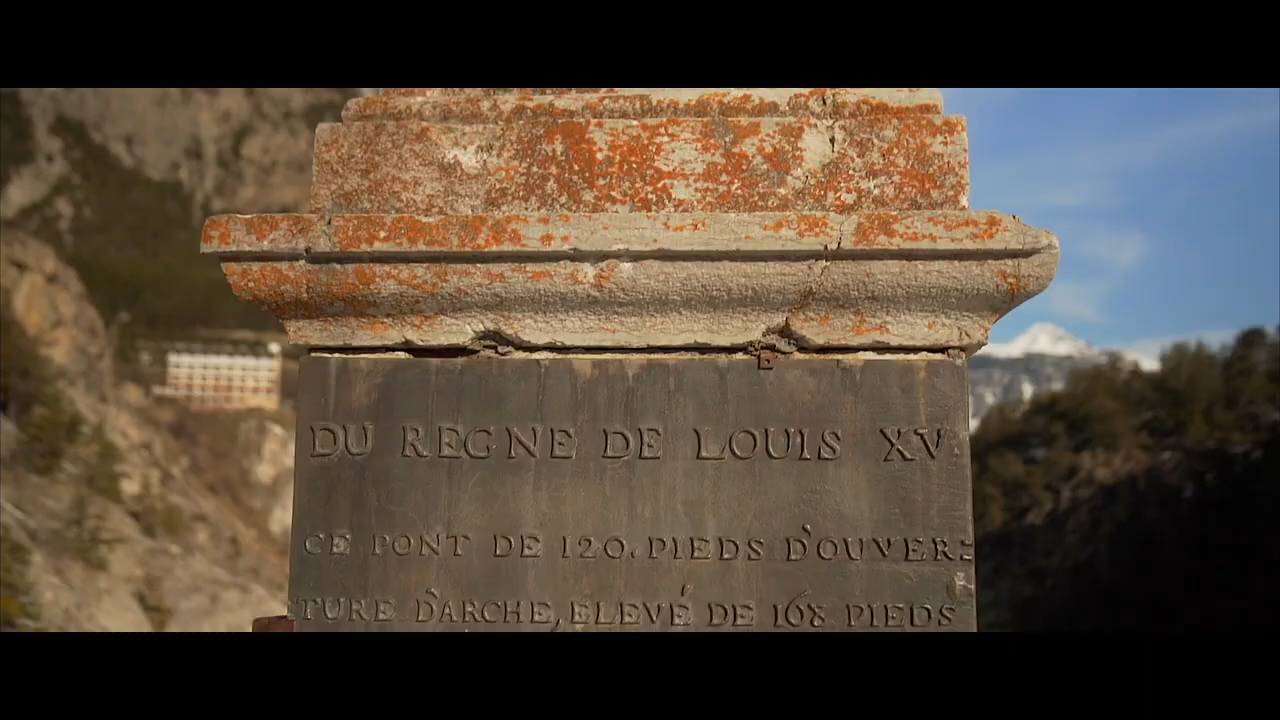 DU REGNE DE LOUIS XV
CE PONT DE 120. PIEDS D'OUVER=
TURE D'ARCHE, ELEVÉ DE 168 PIEDS